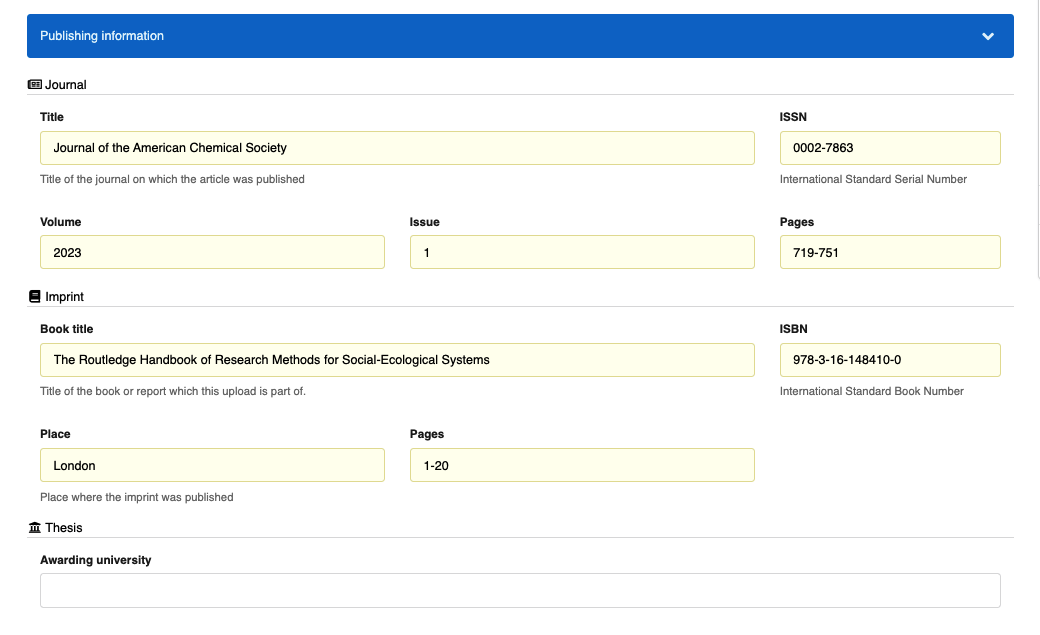 Publishing information
Journal
Title
ISSN
Journal of the American Chemical Society
0002-7863
Title of the journal on which the article was published
International Standard Serial Number
Volume
Issue
Pages
2023
1
719-751
Imprint
Book title
ISBN
The Routledge Handbook of Research Methods for Social-Ecological Systems
978-3-16-148410-0
Title of the book or report which this upload is part of.
International Standard Book Number
Place
Pages
London
1-20
Place where the imprint was published
Thesis
Awarding university